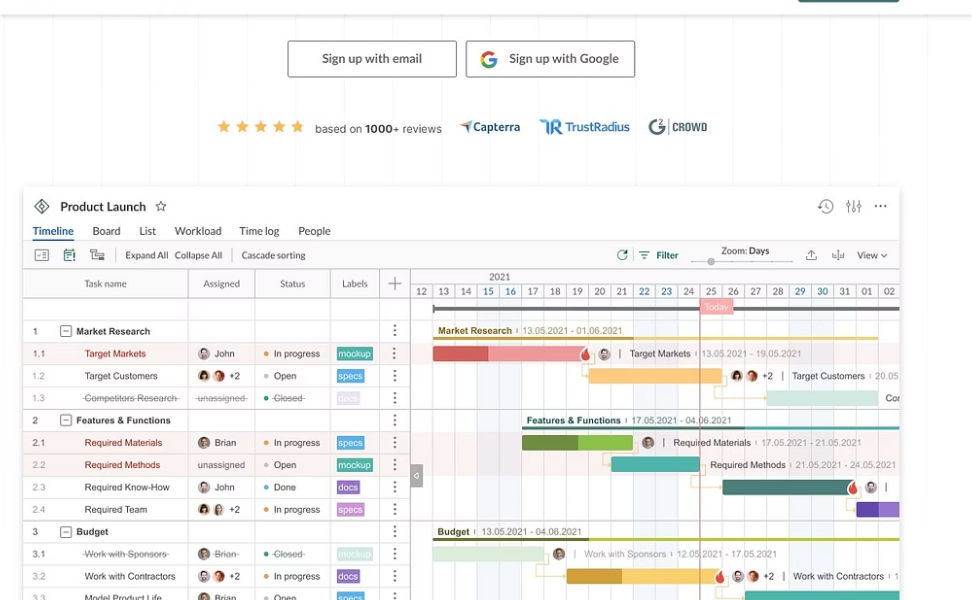 Sign up with email Sign up with Google
based on 1000+ reviews Capterra TrustRadius G2 CROWD
Product Launch
Timeline Board List Workload Time log People
Expand All Collapse All Cascade sorting Filter Zoom: Days View
Task name Assigned Status Labels 2021
12 13 14 15 16 17 18 19 20 21 22 23 24 25 26 27 28 29 30 31 01 02
Today
1 Market Research Market Research 13.05.2021 - 01.06.2021
1.1 Target Markets John In progress mockup Target Markets 13.05.2021 - 19.05.2021
1.2 Target Customers +2 Open specs +2 Target Customers 20.05
1.3 Competitors Research unassigned Closed docs Con
2 Features & Functions Features & Functions 17.05.2021 - 04.06.2021
2.1 Required Materials Brian In progress specs Required Materials 17.05.2021 - 21.05.2021
2.2 Required Methods unassigned Open mockup Required Methods 21.05.2021 - 24.05.2021
2.3 Required Know-How John Done docs
2.4 Required Team +2 In progress specs
3 Budget Budget 13.05.2021 - 04.06.2021
3.1 Work with Sponsors Brian Closed mockup Work with Sponsors 12.05.2021 - 17.05.2021
3.2 Work with Contractors +2 In progress docs +2 Work with Contractors 1
3.3 Model Product Life Brian Open specs